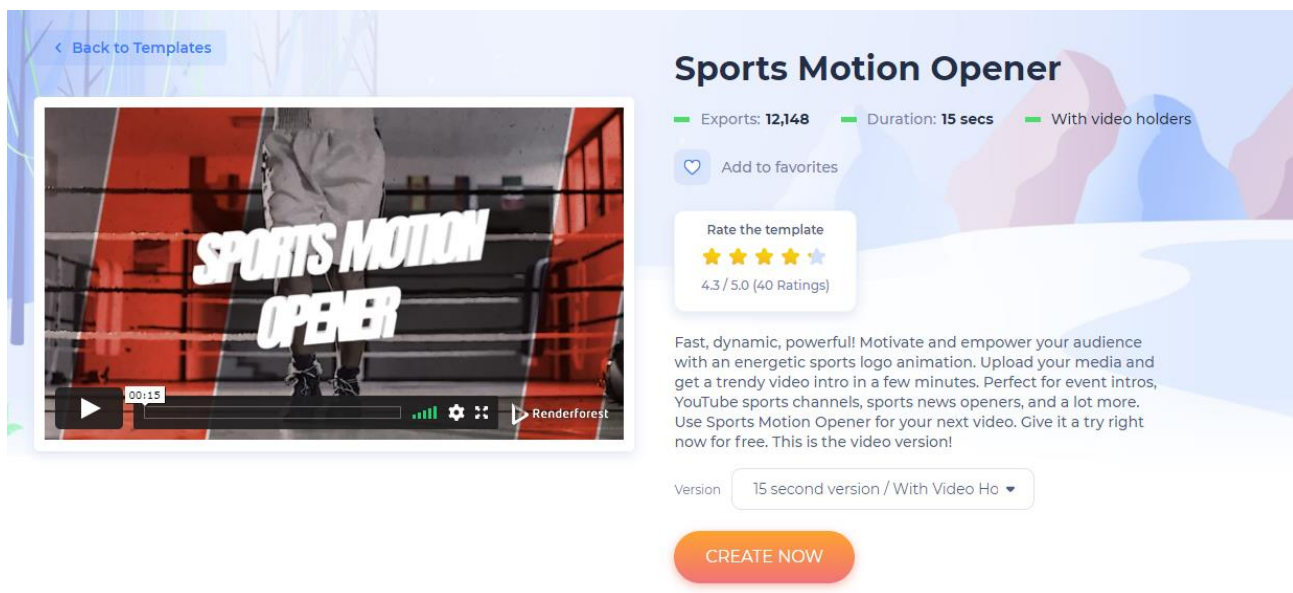 Back to Templates
SPORTS MOTION
OPENER
00:15
Renderforest
Sports Motion Opener
Exports: 12,148
Duration: 15 secs
With video holders
Add to favorites
Rate the template
4.3 / 5.0 (40 Ratings)
Fast, dynamic, powerful! Motivate and empower your audience
with an energetic sports logo animation. Upload your media and
get a trendy video intro in a few minutes. Perfect for event intros,
YouTube sports channels, sports news openers, and a lot more.
Use Sports Motion Opener for your next video. Give it a try right
now for free. This is the video version!
Version
15 second version / With Video Ho
CREATE NOW